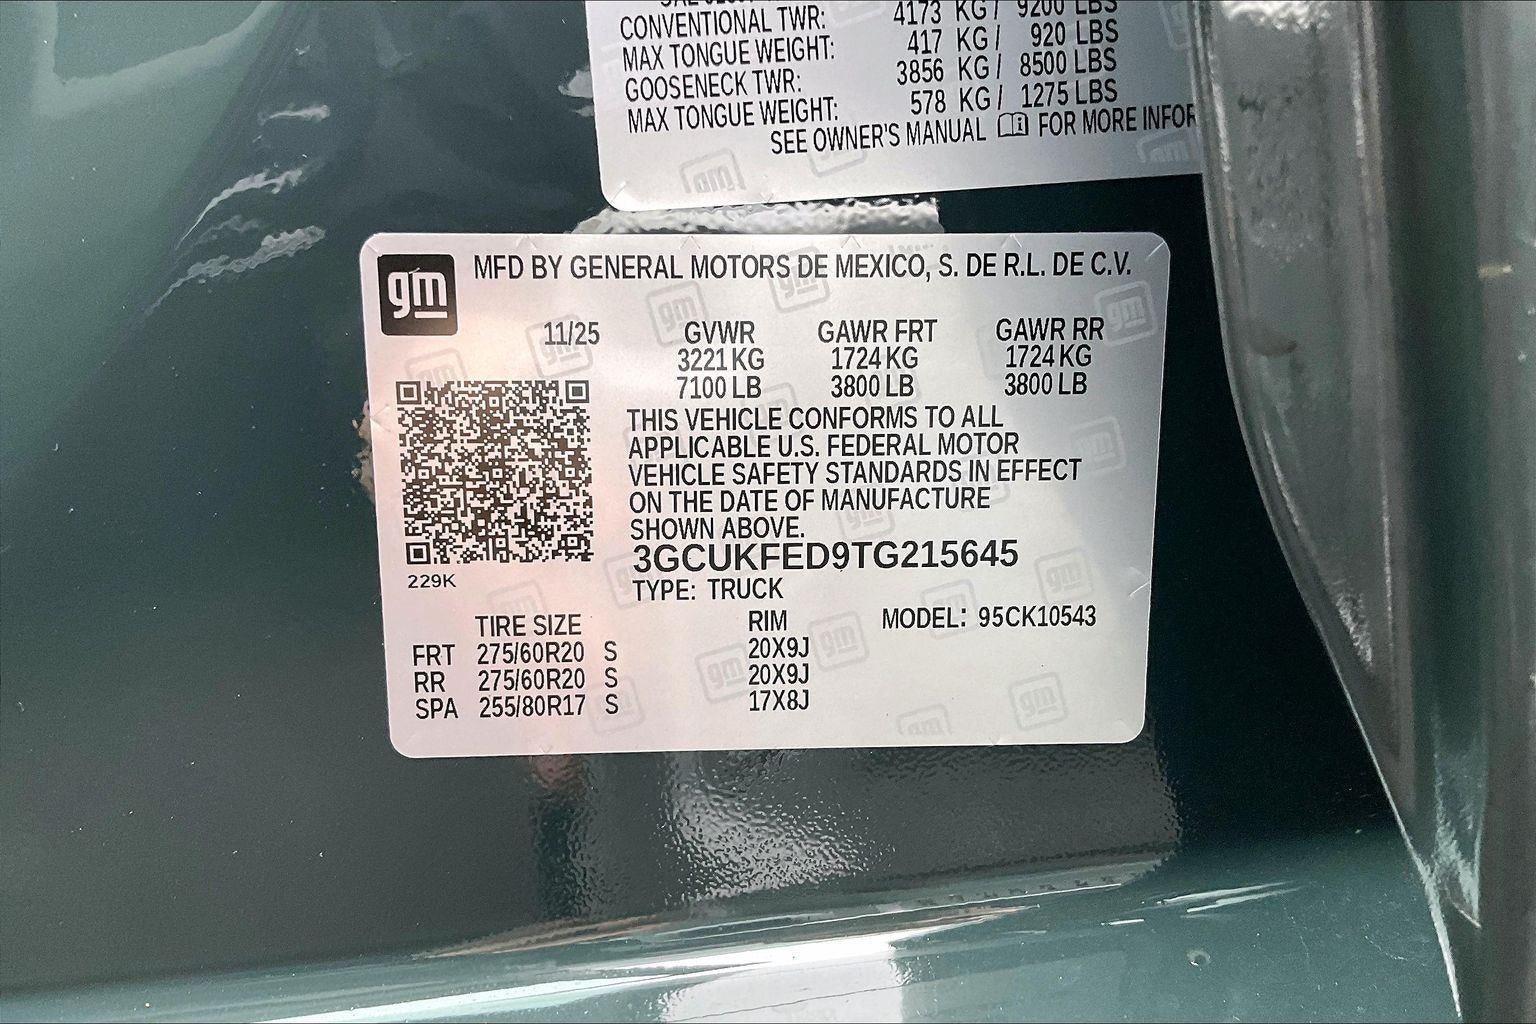 CONVENTIONAL TWR: 4173 KG / 9200 LBS
MAX TONGUE WEIGHT: 417 KG / 920 LBS
GOOSENECK TWR: 3856 KG / 8500 LBS
MAX TONGUE WEIGHT: 578 KG / 1275 LBS
SEE OWNER'S MANUAL FOR MORE INFOR
gm MFD BY GENERAL MOTORS DE MEXICO, S. DE R.L. DE C.V.
11/25 GVWR GAWR FRT GAWR RR
3221 KG 1724 KG 1724 KG
7100 LB 3800 LB 3800 LB
THIS VEHICLE CONFORMS TO ALL
APPLICABLE U.S. FEDERAL MOTOR
VEHICLE SAFETY STANDARDS IN EFFECT
ON THE DATE OF MANUFACTURE
SHOWN ABOVE.
3GCUKFED9TG215645
229K
TYPE: TRUCK
TIRE SIZE RIM MODEL: 95CK10543
FRT 275/60R20 S 20X9J
RR 275/60R20 S 20X9J
SPA 255/80R17 S 17X8J